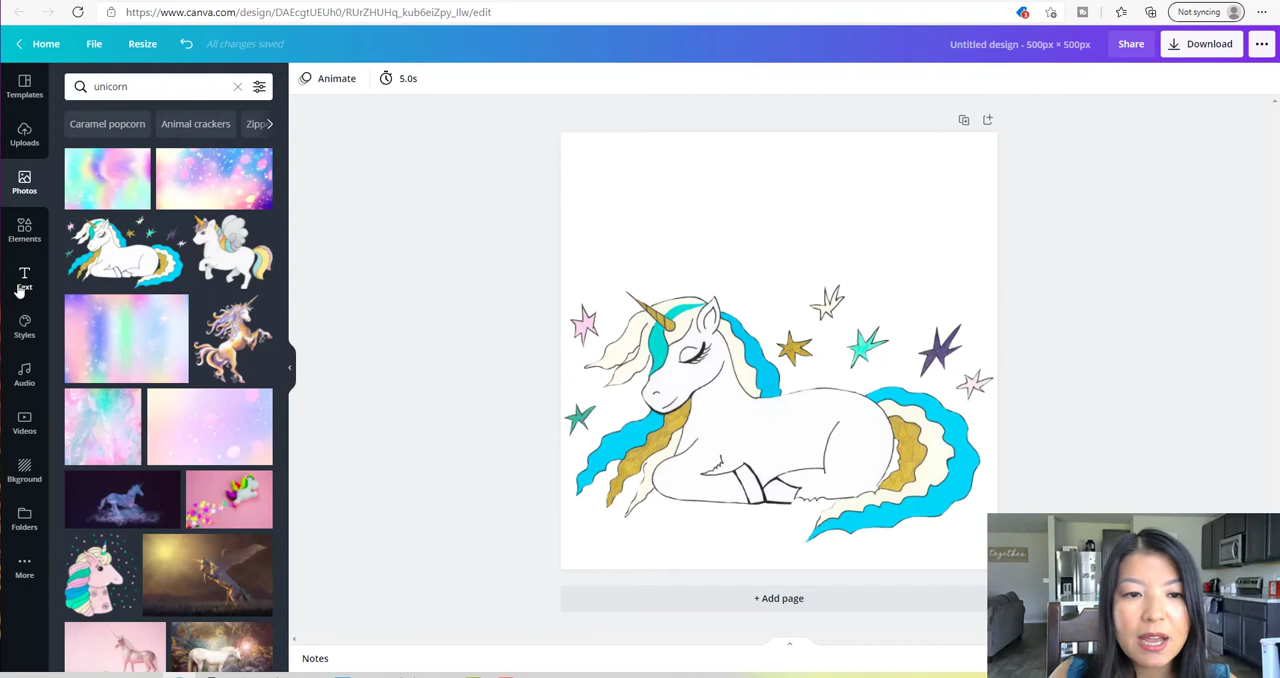 https://www.canva.com/design/DAEcgtUEUh0/RUrZHUHq_kub6eiZpy_Ilw/edit
Not syncing
Home
File
Resize
All changes saved
Untitled design - 500px × 500px
Share
Download
Templates
Uploads
Photos
Elements
Text
Styles
Audio
Videos
Bkground
Folders
More
unicorn
Caramel popcorn
Animal crackers
Zipp
Animate
5.0s
+ Add page
Notes
together